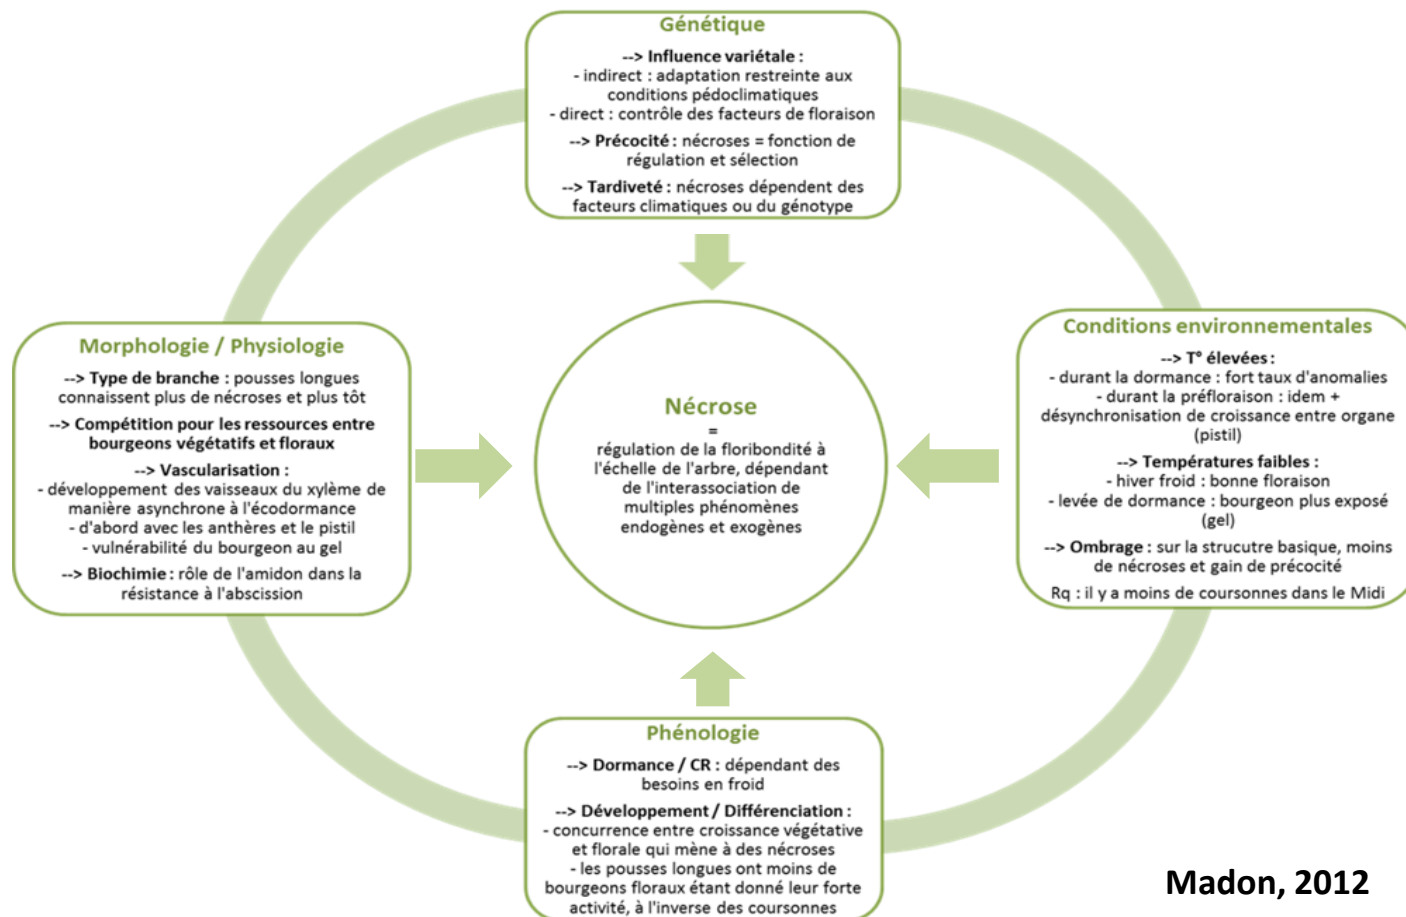 Génétique
--> Influence variétale :
- indirect : adaptation restreinte aux
conditions pédoclimatiques
- direct : contrôle des facteurs de floraison
--> Précocité : nécroses = fonction de
régulation et sélection
--> Tardiveté : nécroses dépendent des
facteurs climatiques ou du génotype
Morphologie / Physiologie
--> Type de branche : pousses longues
connaissent plus de nécroses et plus tôt
--> Compétition pour les ressources entre
bourgeons végétatifs et floraux
--> Vascularisation :
- développement des vaisseaux du xylème de
manière asynchrone à l'écodormance
- d'abord avec les anthères et le pistil
- vulnérabilité du bourgeon au gel
--> Biochimie : rôle de l'amidon dans la
résistance à l'abscission
Nécrose
=
régulation de la floribondité à
l'échelle de l'arbre, dépendant
de l'interassociation de
multiples phénomènes
endogènes et exogènes
Conditions environnementales
--> T° élevées :
- durant la dormance : fort taux d'anomalies
- durant la préfloraison : idem +
désynchronisation de croissance entre organe
(pistil)
--> Températures faibles :
- hiver froid : bonne floraison
- levée de dormance : bourgeon plus exposé
(gel)
--> Ombrage : sur la strucutre basique, moins
de nécroses et gain de précocité
Rq : il y a moins de coursonnes dans le Midi
Phénologie
--> Dormance / CR : dépendant des
besoins en froid
--> Développement / Différenciation :
- concurrence entre croissance végétative
et florale qui mène à des nécroses
- les pousses longues ont moins de
bourgeons floraux étant donné leur forte
activité, à l'inverse des coursonnes
Madon, 2012